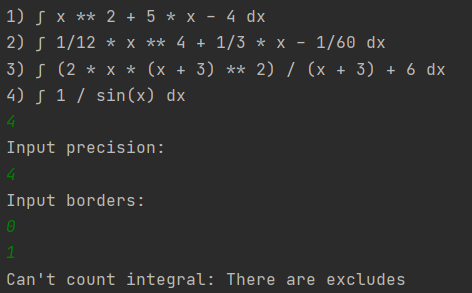 1) ∫ x ** 2 + 5 * x - 4 dx
2) ∫ 1/12 * x ** 4 + 1/3 * x - 1/60 dx
3) ∫ (2 * x * (x + 3) ** 2) / (x + 3) + 6 dx
4) ∫ 1 / sin(x) dx
4
Input precision:
4
Input borders:
0
1
Can't count integral: There are excludes